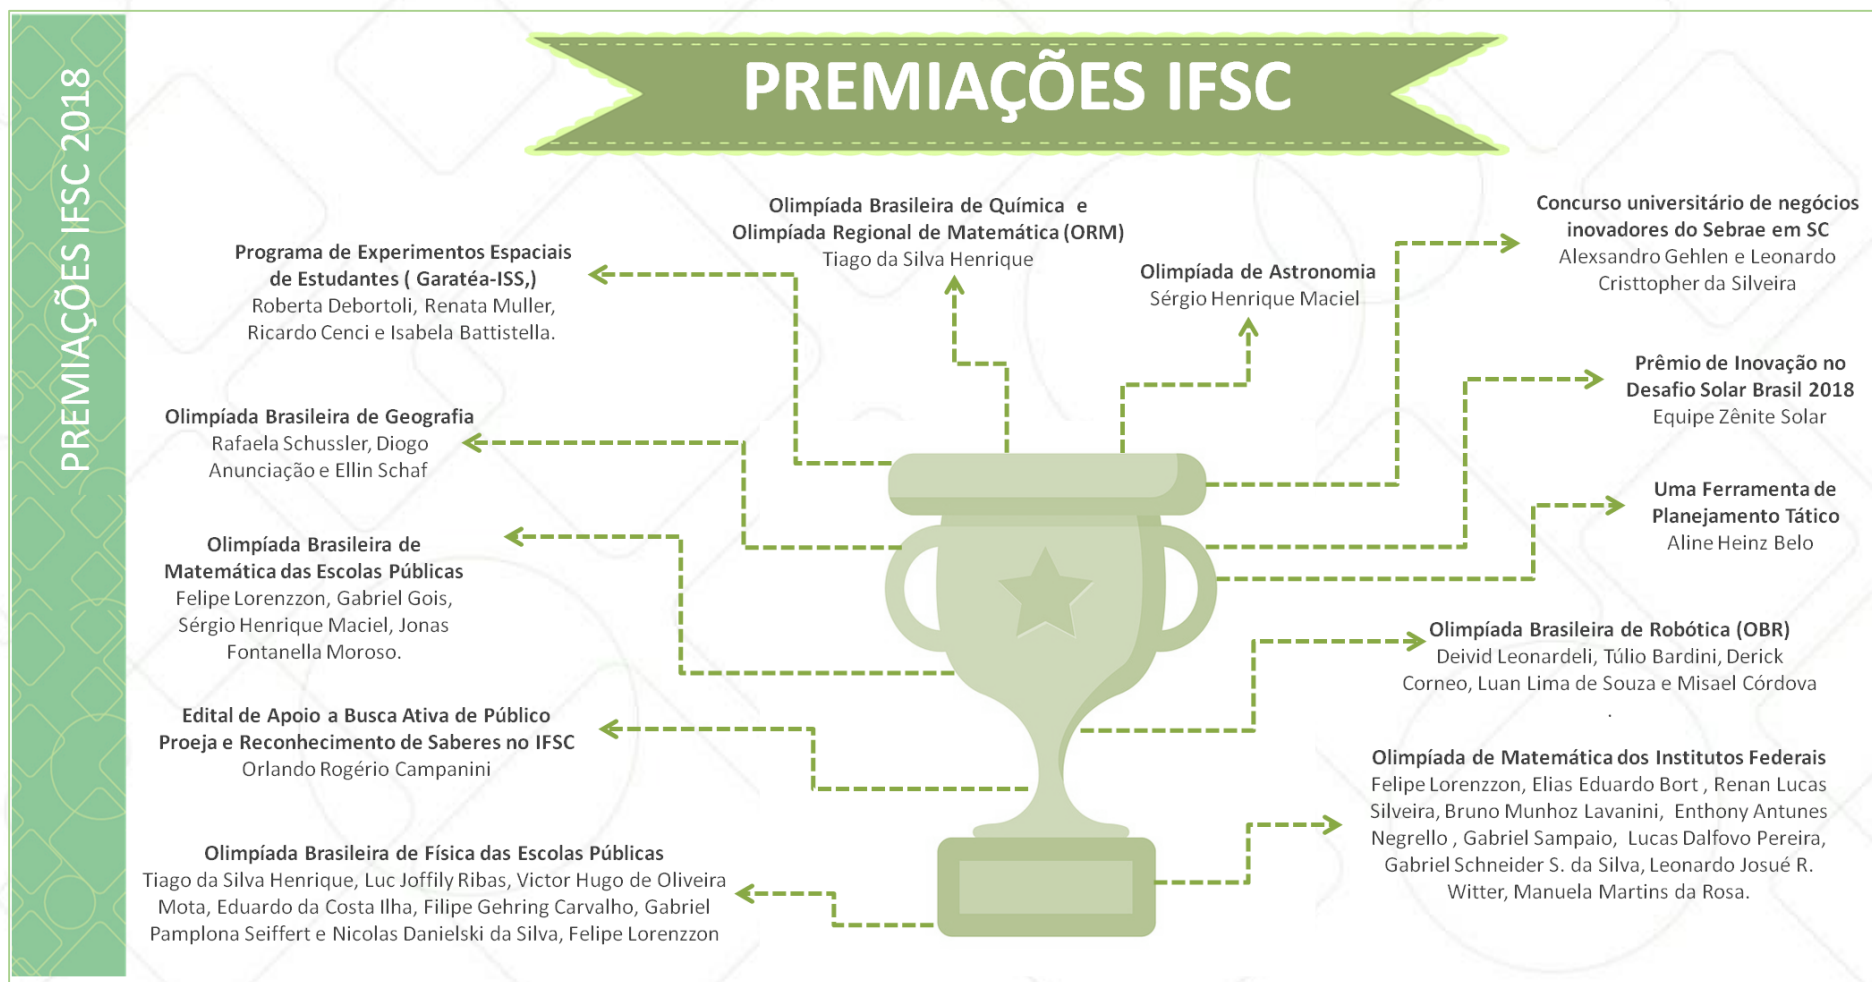 PREMIAÇÕES IFSC 2018
PREMIAÇÕES IFSC
Programa de Experimentos Espaciais
de Estudantes ( Garatéa-ISS,)
Roberta Debortoli, Renata Muller,
Ricardo Cenci e Isabela Battistella.
Olimpíada Brasileira de Química e
Olimpíada Regional de Matemática (ORM)
Tiago da Silva Henrique
Olimpíada de Astronomia
Sérgio Henrique Maciel
Concurso universitário de negócios
inovadores do Sebrae em SC
Alexsandro Gehlen e Leonardo
Cristtopher da Silveira
Olimpíada Brasileira de Geografia
Rafaela Schussler, Diogo
Anunciação e Ellin Schaf
Prêmio de Inovação no
Desafio Solar Brasil 2018
Equipe Zênite Solar
Uma Ferramenta de
Planejamento Tático
Aline Heinz Belo
Olimpíada Brasileira de
Matemática das Escolas Públicas
Felipe Lorenzzon, Gabriel Gois,
Sérgio Henrique Maciel, Jonas
Fontanella Moroso.
Olimpíada Brasileira de Robótica (OBR)
Deivid Leonardeli, Túlio Bardini, Derick
Corneo, Luan Lima de Souza e Misael Córdova
.
Edital de Apoio a Busca Ativa de Público
Proeja e Reconhecimento de Saberes no IFSC
Orlando Rogério Campanini
Olimpíada de Matemática dos Institutos Federais
Felipe Lorenzzon, Elias Eduardo Bort , Renan Lucas
Silveira, Bruno Munhoz Lavanini, Enthony Antunes
Negrello , Gabriel Sampaio, Lucas Dalfovo Pereira,
Gabriel Schneider S. da Silva, Leonardo Josué R.
Witter, Manuela Martins da Rosa.
Olimpíada Brasileira de Física das Escolas Públicas
Tiago da Silva Henrique, Luc Joffily Ribas, Victor Hugo de Oliveira
Mota, Eduardo da Costa Ilha, Filipe Gehring Carvalho, Gabriel
Pamplona Seiffert e Nicolas Danielski da Silva, Felipe Lorenzzon